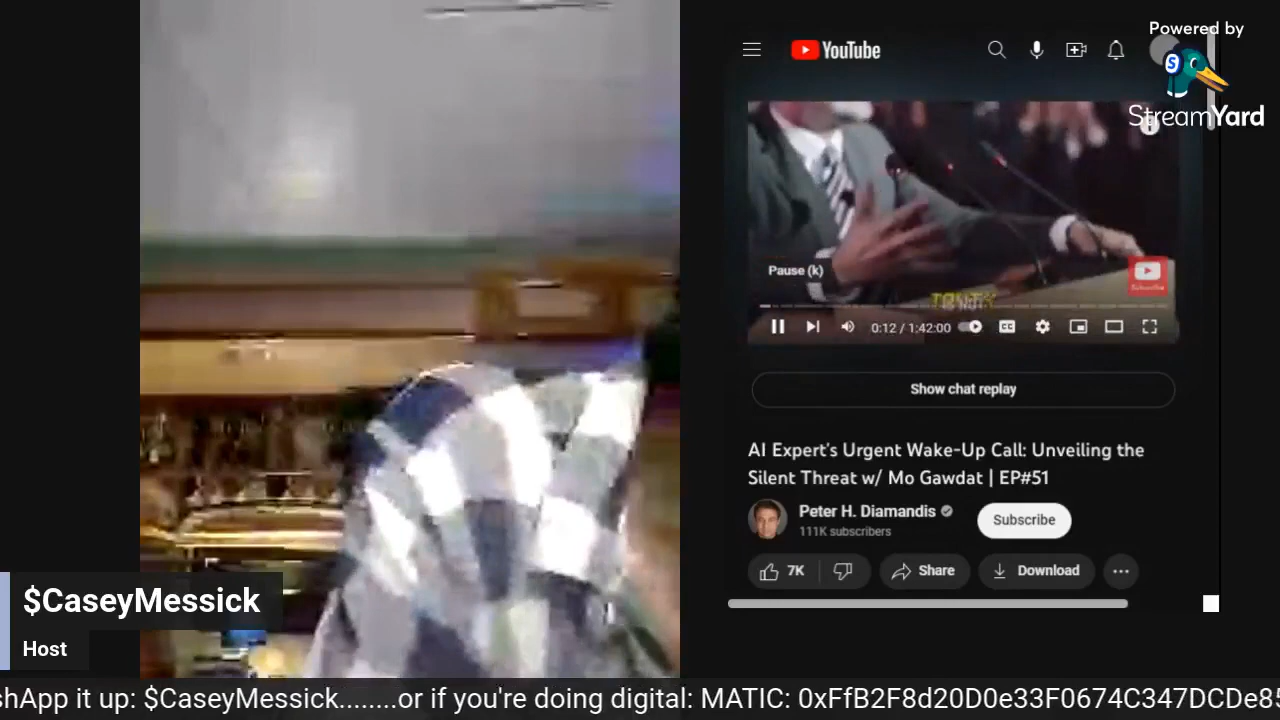 Powered by
StreamYard
YouTube
Pause (k)
Subscribe
0:12 / 1:42:00
Show chat replay
AI Expert's Urgent Wake-Up Call: Unveiling the
Silent Threat w/ Mo Gawdat | EP#51
Peter H. Diamandis
111K subscribers
Subscribe
7K
Share
Download
$CaseyMessick
Host
shApp it up: $CaseyMessick........or if you're doing digital: MATIC: 0xFfB2F8d20D0e33F0674C347DCDe85